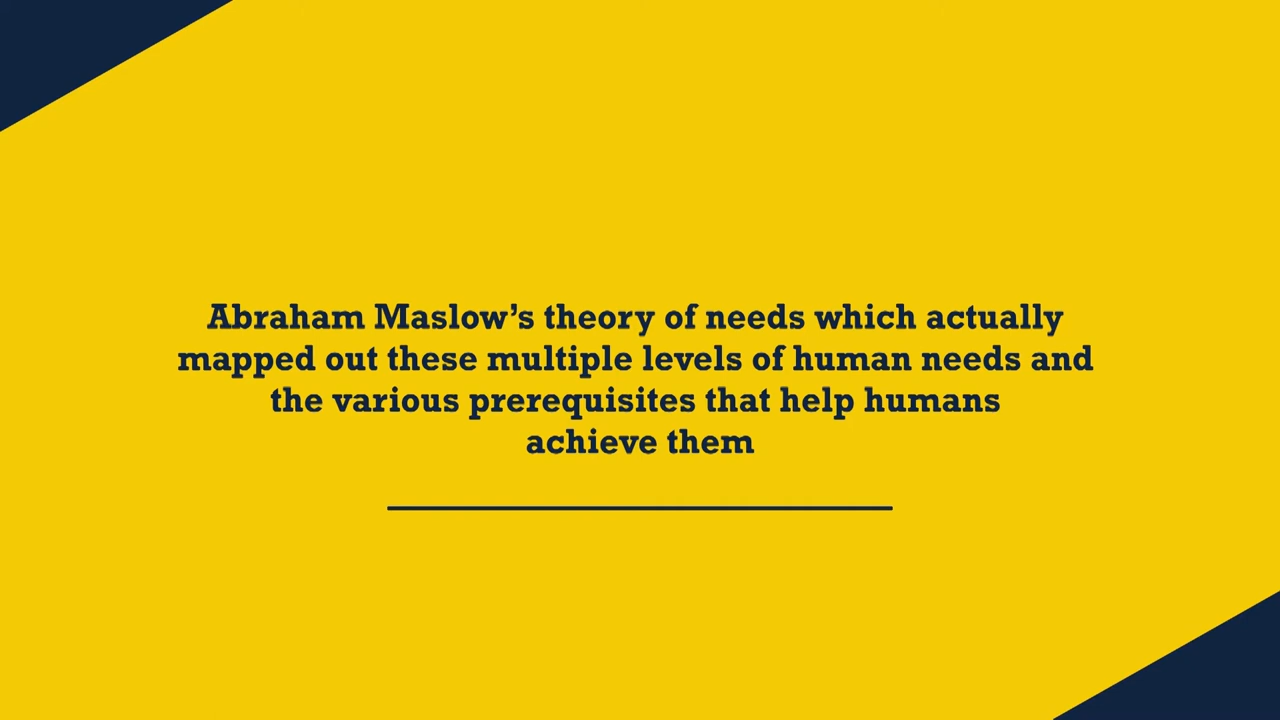 Abraham Maslow’s theory of needs which actually
mapped out these multiple levels of human needs and
the various prerequisites that help humans
achieve them